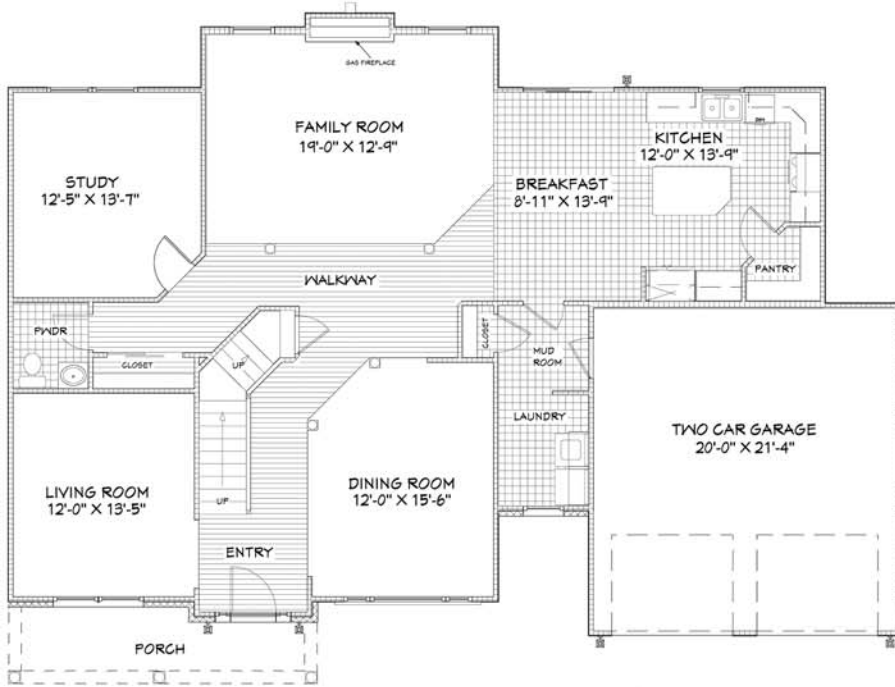 GAS FIREPLACE
FAMILY ROOM
19'-0" X 12'-9"
KITCHEN
12'-0" X 13'-9"
STUDY
12'-5" X 13'-7"
BREAKFAST
8'-11" X 13'-9"
PANTRY
WALKWAY
PWDR
CLOSET
UP
CLOSET
MUD
ROOM
LAUNDRY
TWO CAR GARAGE
20'-0" X 21'-4"
LIVING ROOM
12'-0" X 13'-5"
UP
DINING ROOM
12'-0" X 15'-6"
ENTRY
PORCH